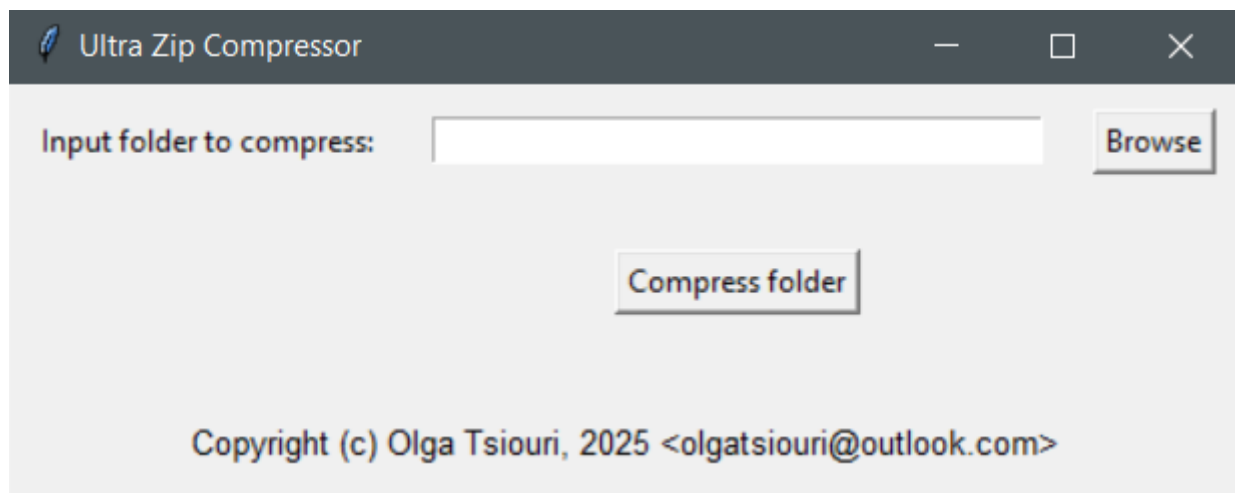 Ultra Zip Compressor
Input folder to compress: Browse
Compress folder
Copyright (c) Olga Tsiouri, 2025 <olgatsiouri@outlook.com>